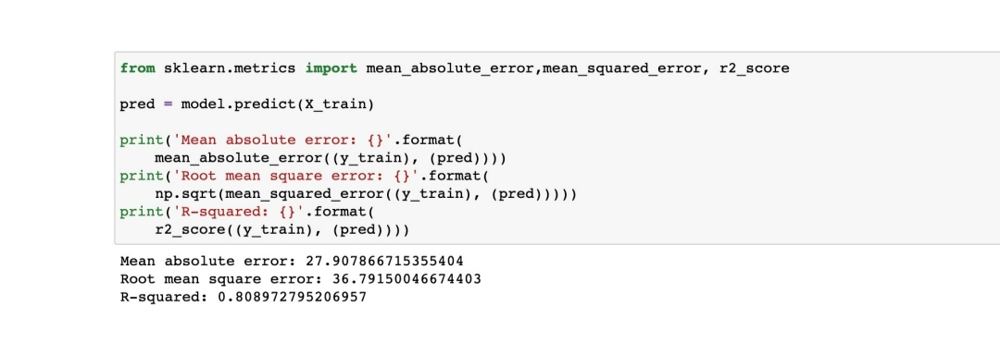 from sklearn.metrics import mean_absolute_error,mean_squared_error, r2_score
pred = model.predict(X_train)
print('Mean absolute error: {}'.format(
mean_absolute_error((y_train), (pred))))
print('Root mean square error: {}'.format(
np.sqrt(mean_squared_error((y_train), (pred)))))
print('R-squared: {}'.format(
r2_score((y_train), (pred))))
Mean absolute error: 27.907866715355404
Root mean square error: 36.79150046674403
R-squared: 0.808972795206957